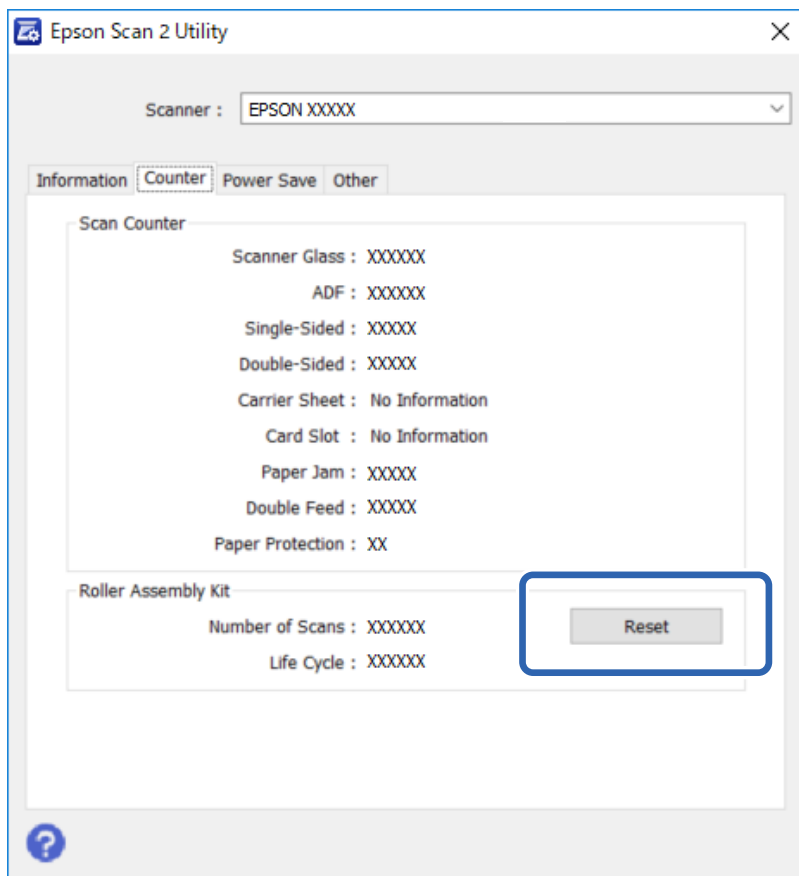 Epson Scan 2 Utility
Scanner : EPSON XXXXX
Information Counter Power Save Other
Scan Counter
Scanner Glass : XXXXXX
ADF : XXXXXX
Single-Sided : XXXXX
Double-Sided : XXXXX
Carrier Sheet : No Information
Card Slot : No Information
Paper Jam : XXXXX
Double Feed : XXXXX
Paper Protection : XX
Roller Assembly Kit
Number of Scans : XXXXXX Reset
Life Cycle : XXXXXX
?